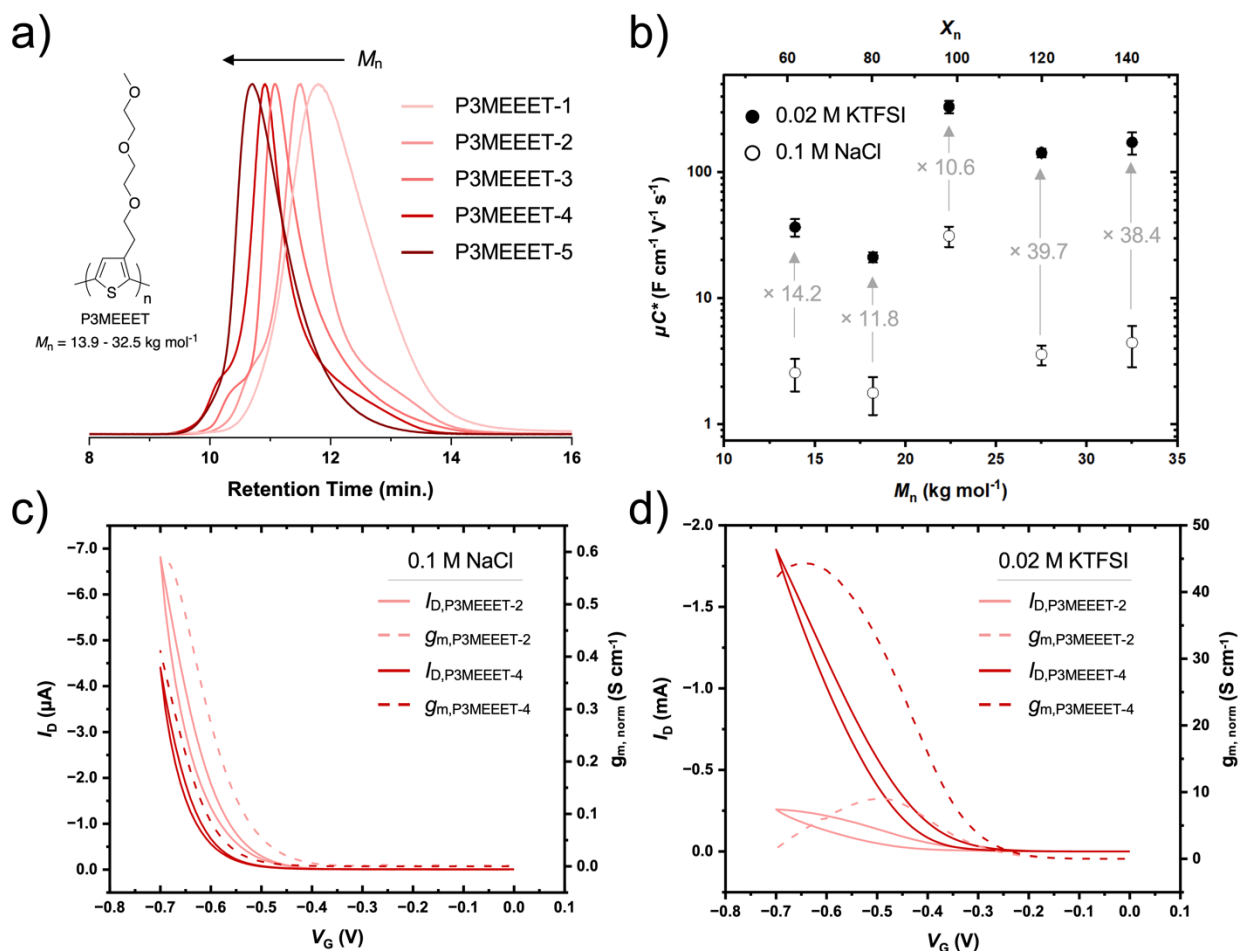 a)
Mn
O
O
O
S
n
P3MEEET
Mn = 13.9 - 32.5 kg mol-1
P3MEEET-1
P3MEEET-2
P3MEEET-3
P3MEEET-4
P3MEEET-5
8 10 12 14 16
Retention Time (min.)
b)
Xn
60 80 100 120 140
0.02 M KTFSI
0.1 M NaCl
× 14.2
× 11.8
× 10.6
× 39.7
× 38.4
100
10
1
µC* (F cm-1 V-1 s-1)
10 15 20 25 30 35
Mn (kg mol-1)
c)
0.1 M NaCl
ID,P3MEEET-2
gm,P3MEEET-2
ID,P3MEEET-4
gm,P3MEEET-4
−7.0
−6.0
−5.0
−4.0
−3.0
−2.0
−1.0
0.0
ID (µA)
0.6
0.5
0.4
0.3
0.2
0.1
0.0
gm, norm (S cm-1)
−0.8 −0.7 −0.6 −0.5 −0.4 −0.3 −0.2 −0.1 0.0
VG (V)
d)
0.02 M KTFSI
ID,P3MEEET-2
gm,P3MEEET-2
ID,P3MEEET-4
gm,P3MEEET-4
−2.0
−1.5
−1.0
−0.5
0.0
ID (mA)
50
40
30
20
10
0
gm, norm (S cm-1)
−0.8 −0.7 −0.6 −0.5 −0.4 −0.3 −0.2 −0.1 0.0 0.1
VG (V)